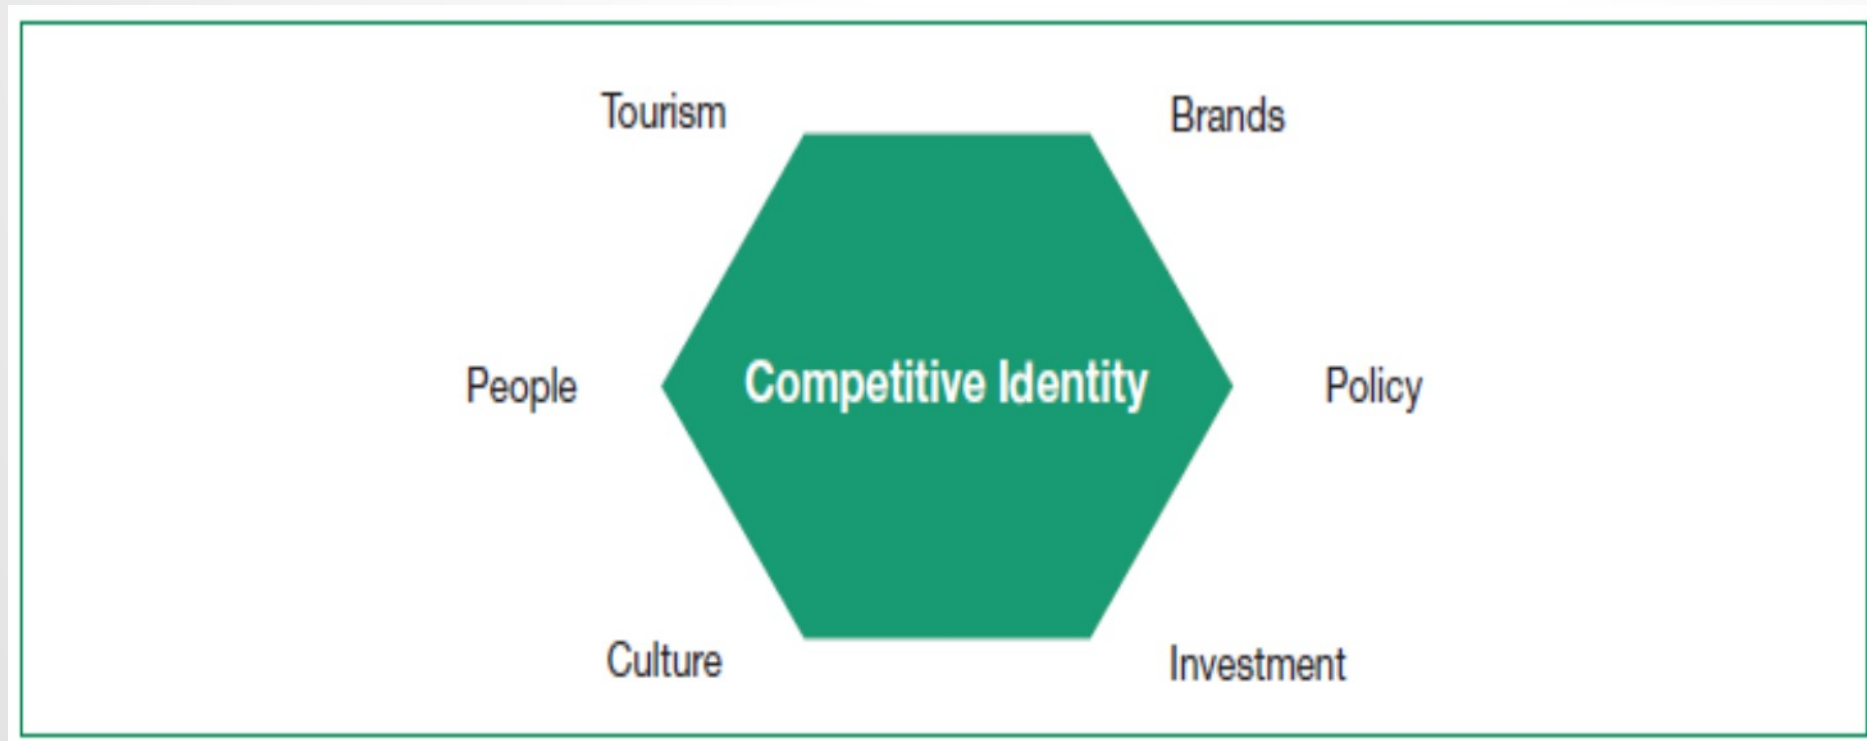 Tourism
Brands
People
Competitive Identity
Policy
Culture
Investment